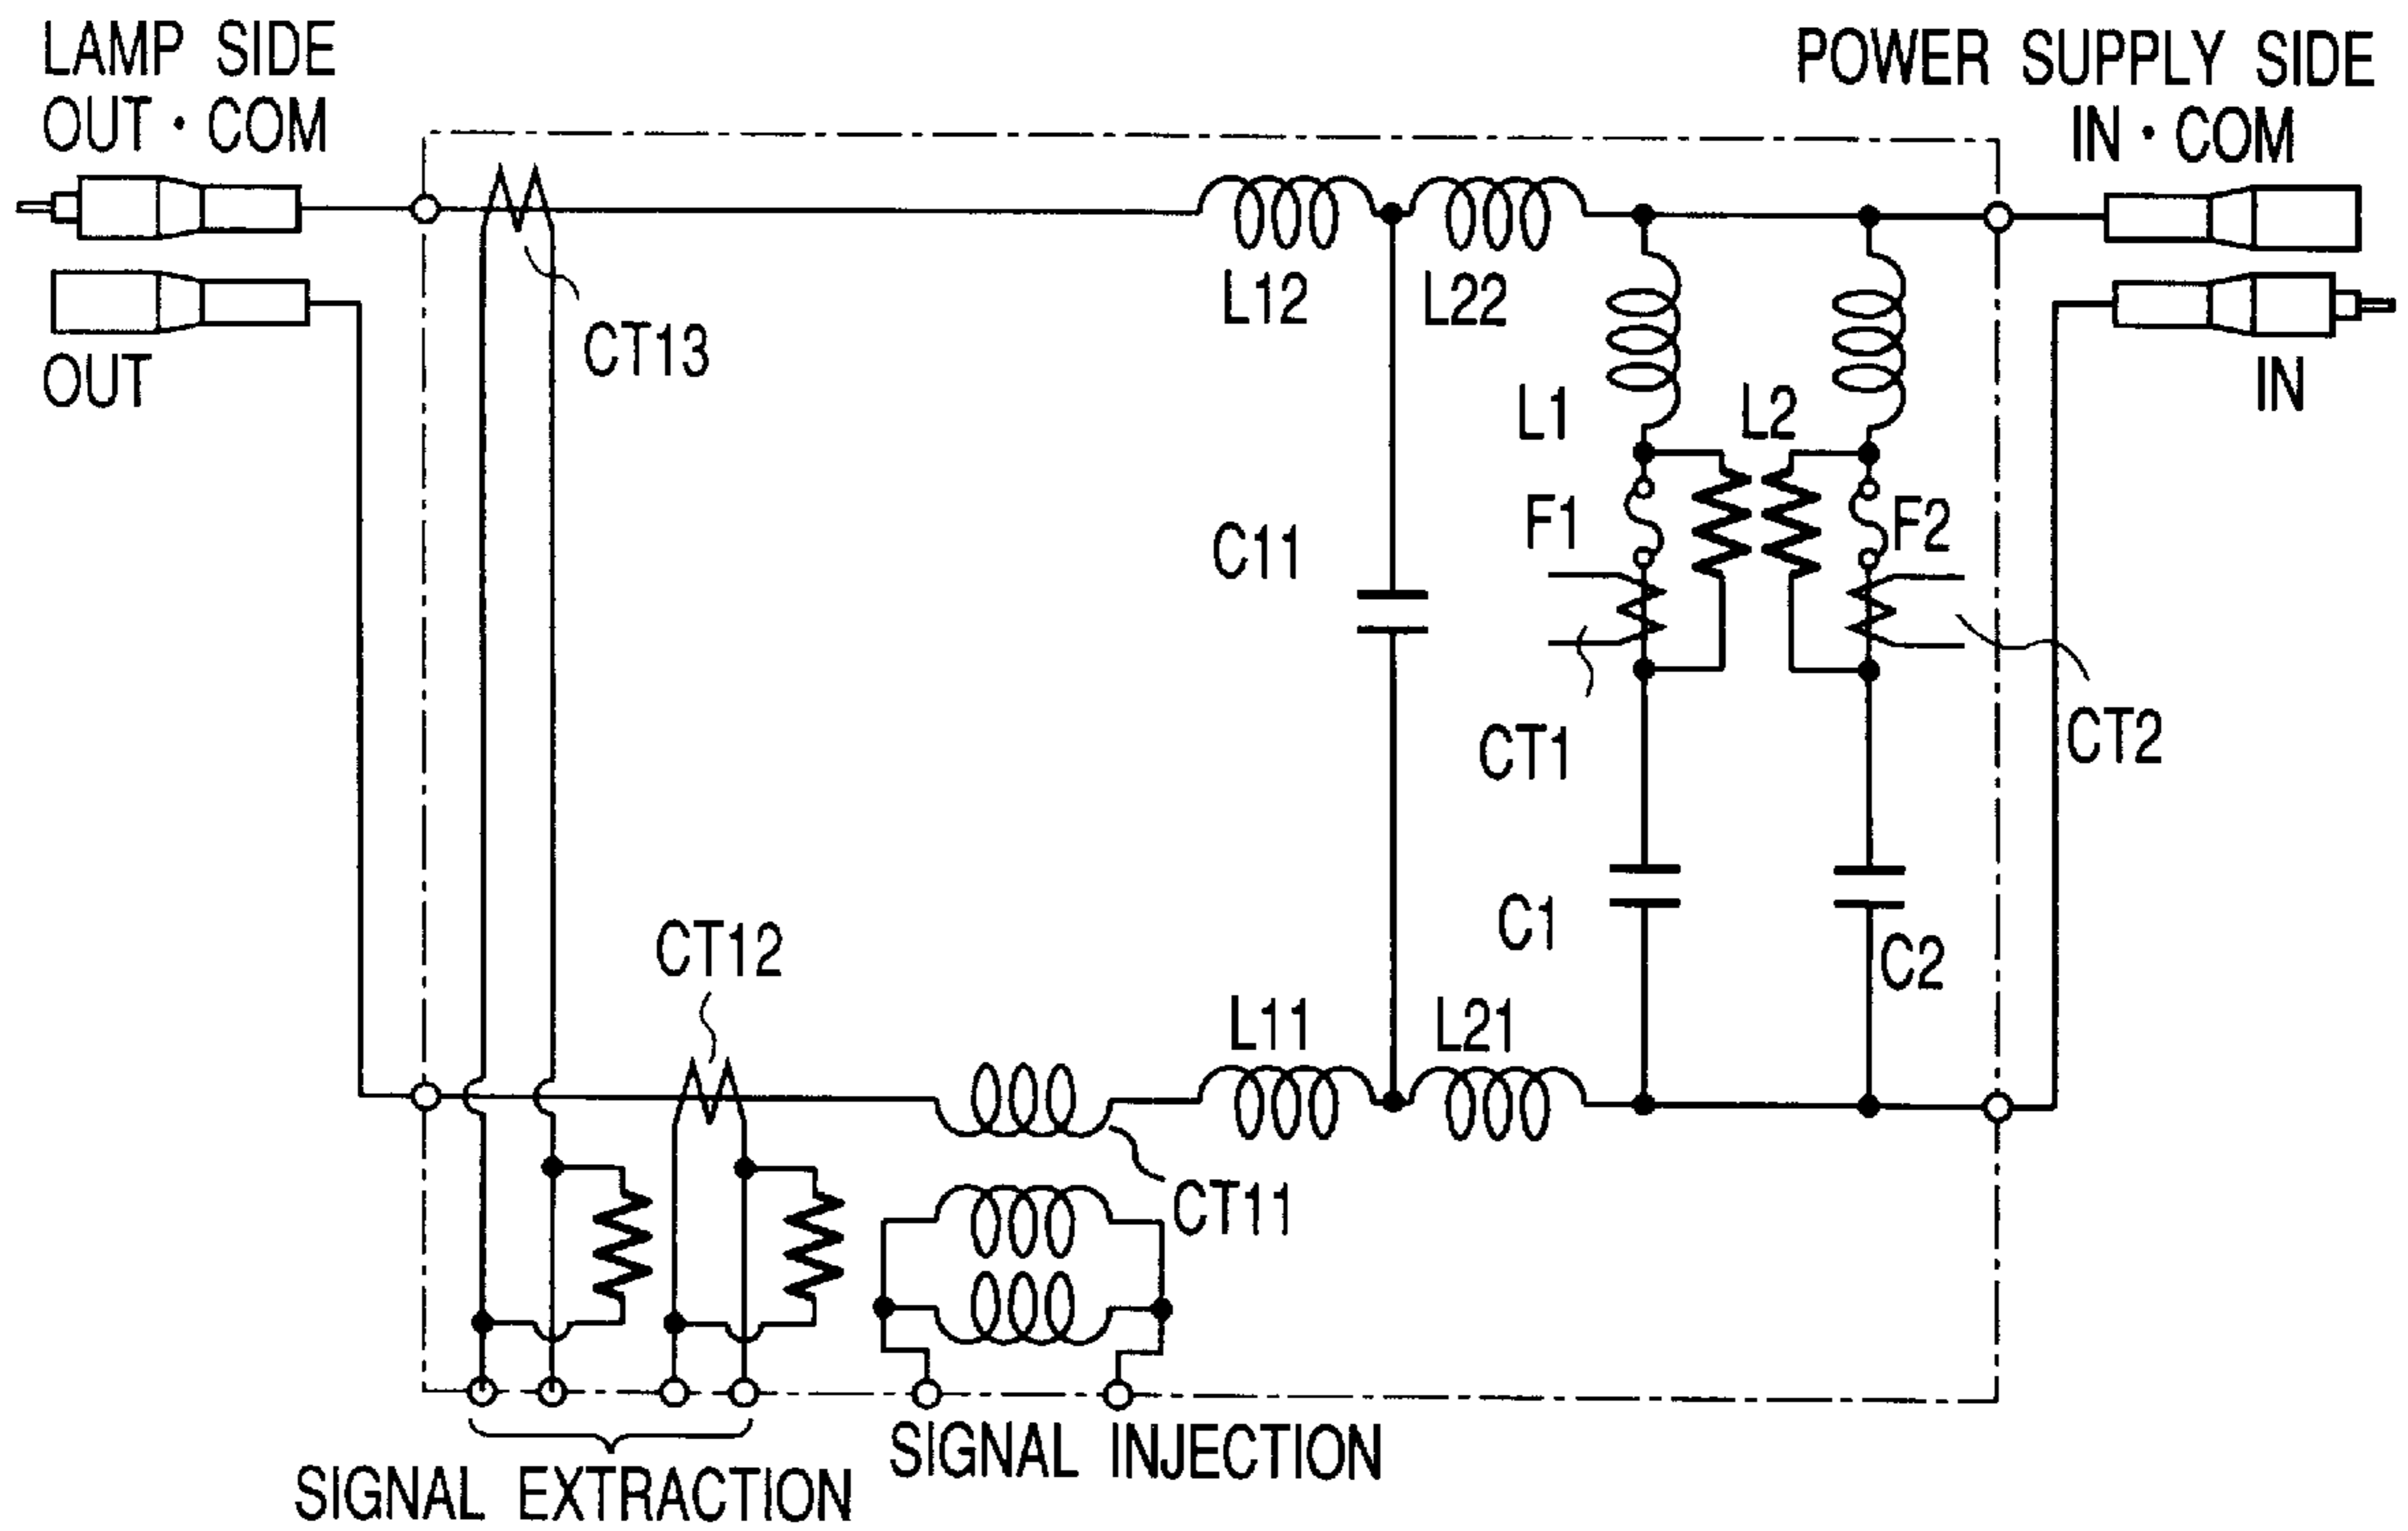 LAMP SIDE
OUT・COM
POWER SUPPLY SIDE
IN・COM
OUT
CT13
L12
L22
L1
L2
IN
F1
F2
C11
CT1
CT2
C1
C2
CT12
L11
L21
CT11
SIGNAL INJECTION
SIGNAL EXTRACTION